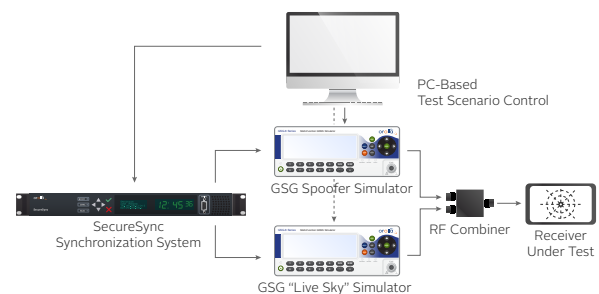 PC-Based
Test Scenario Control
GSG Spoofer Simulator
12:45 36
SecureSync
Synchronization System
RF Combiner
Receiver
Under Test
GSG “Live Sky” Simulator